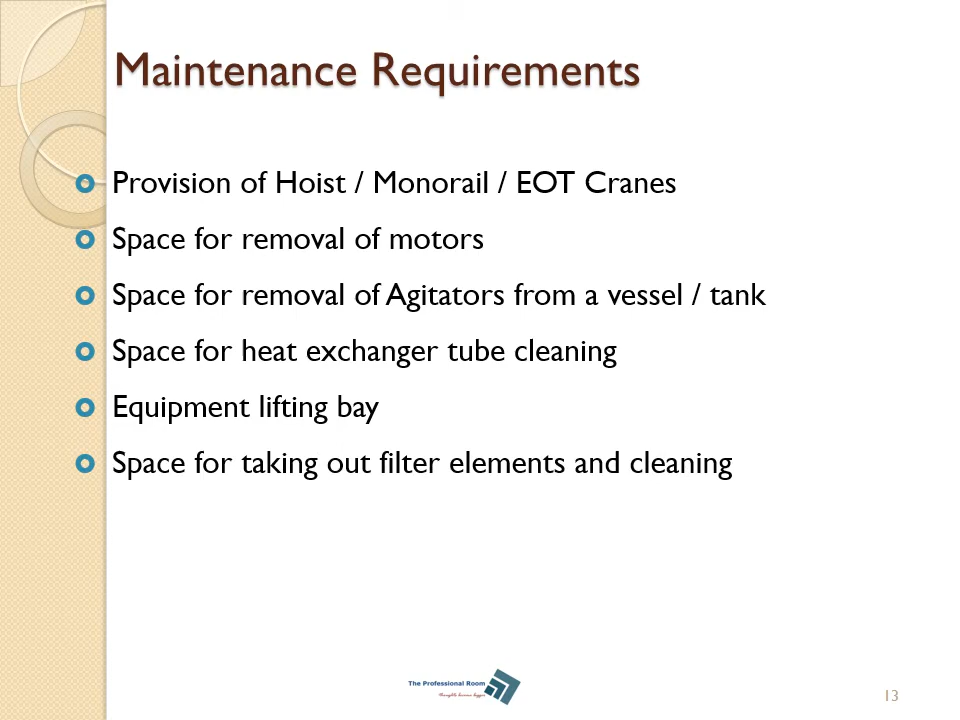 Maintenance Requirements
Provision of Hoist / Monorail / EOT Cranes
Space for removal of motors
Space for removal of Agitators from a vessel / tank
Space for heat exchanger tube cleaning
Equipment lifting bay
Space for taking out filter elements and cleaning
The Professional Room
13